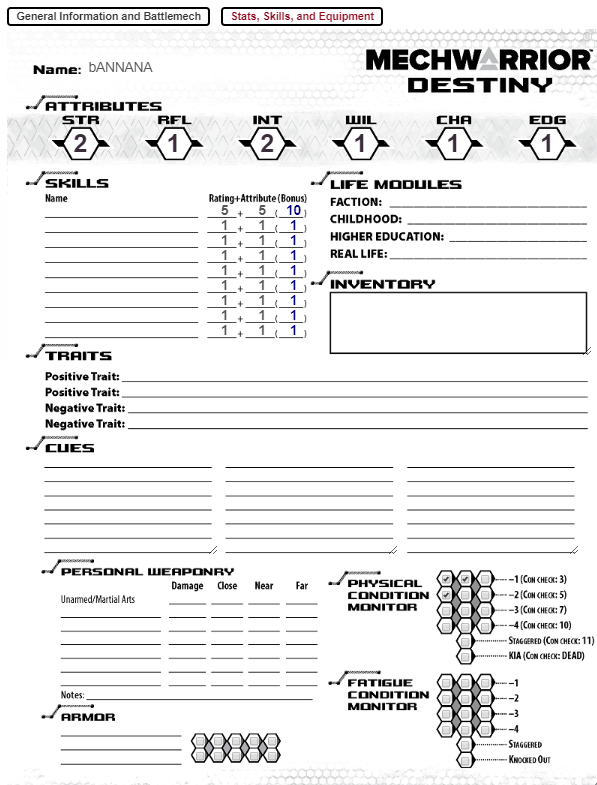 General Information and Battlemech Stats, Skills, and Equipment
MECHWARRIOR
DESTINY
Name: bANNANA
ATTRIBUTES
STR RFL INT WIL CHA EDG
2 1 2 1 1 1
SKILLS
Name Rating+Attribute (Bonus)
5 + 5 ( 10 )
1 + 1 ( 1 )
1 + 1 ( 1 )
1 + 1 ( 1 )
1 + 1 ( 1 )
1 + 1 ( 1 )
1 + 1 ( 1 )
1 + 1 ( 1 )
1 + 1 ( 1 )
LIFE MODULES
FACTION:
CHILDHOOD:
HIGHER EDUCATION:
REAL LIFE:
INVENTORY
TRAITS
Positive Trait:
Positive Trait:
Negative Trait:
Negative Trait:
CUES
PERSONAL WEAPONRY
Damage Close Near Far
Unarmed/Martial Arts
Notes:
ARMOR
PHYSICAL
CONDITION
MONITOR
–1 (CON CHECK: 3)
–2 (CON CHECK: 5)
–3 (CON CHECK: 7)
–4 (CON CHECK: 10)
STAGGERED (CON CHECK: 11)
KIA (CON CHECK: DEAD)
FATIGUE
CONDITION
MONITOR
–1
–2
–3
–4
STAGGERED
KNOCKED OUT